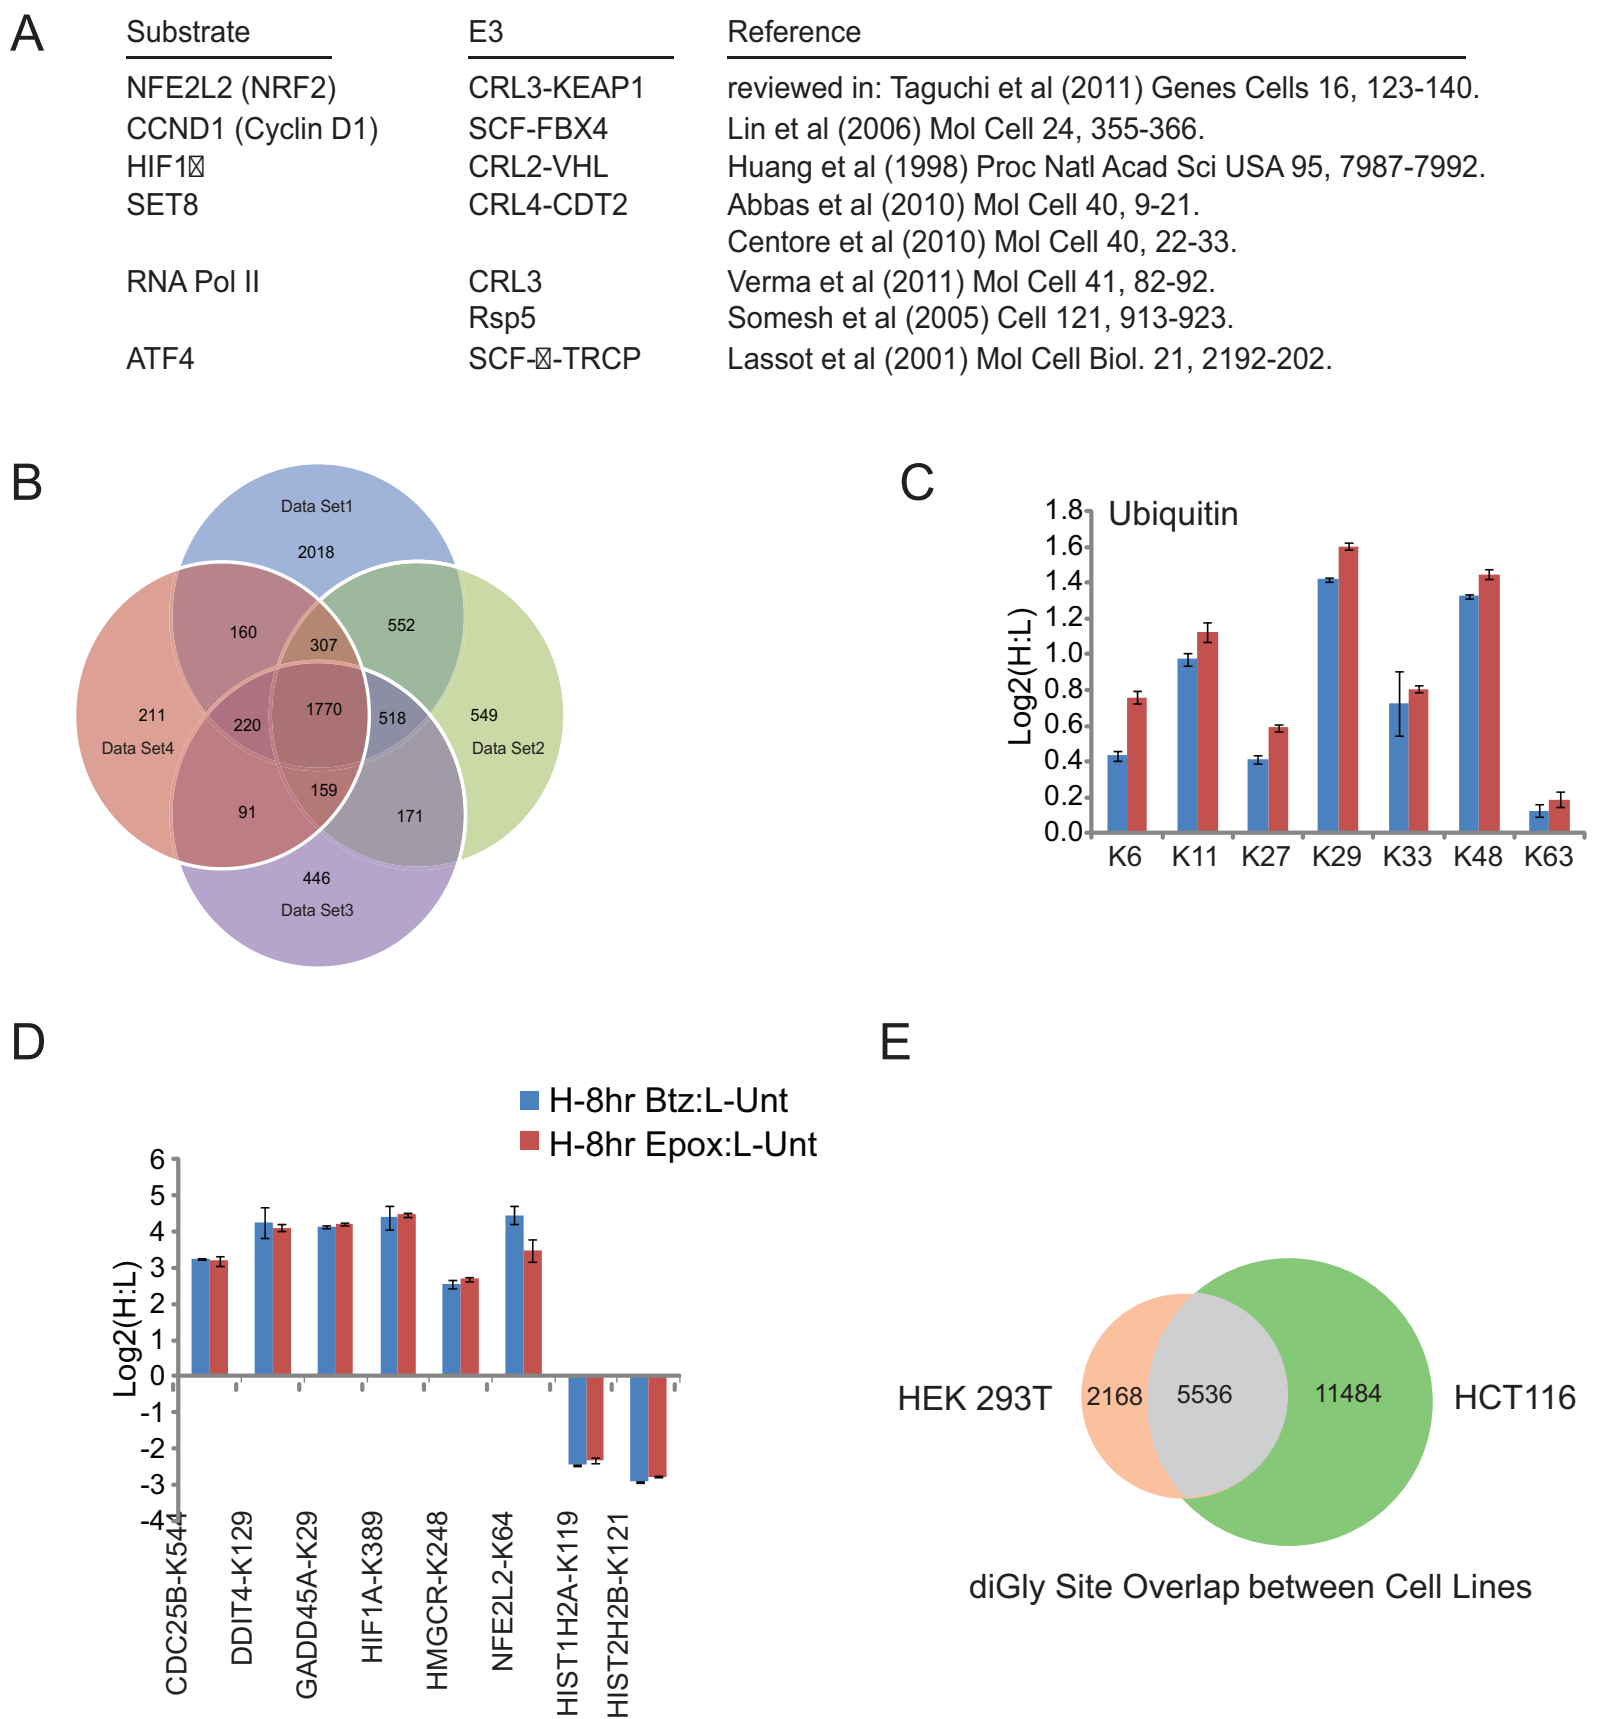 A
Substrate E3 Reference
NFE2L2 (NRF2) CRL3-KEAP1 reviewed in: Taguchi et al (2011) Genes Cells 16, 123-140.
CCND1 (Cyclin D1) SCF-FBX4 Lin et al (2006) Mol Cell 24, 355-366.
HIF1 CRL2-VHL Huang et al (1998) Proc Natl Acad Sci USA 95, 7987-7992.
SET8 CRL4-CDT2 Abbas et al (2010) Mol Cell 40, 9-21.
Centore et al (2010) Mol Cell 40, 22-33.
RNA Pol II CRL3 Verma et al (2011) Mol Cell 41, 82-92.
Rsp5 Somesh et al (2005) Cell 121, 913-923.
ATF4 SCF-☒-TRCP Lassot et al (2001) Mol Cell Biol. 21, 2192-202.
B
Data Set1
2018
160
307
552
211
220
1770
518
549
Data Set4
Data Set2
91
159
171
446
Data Set3
C
Ubiquitin
Log2(H:L)
1.8
1.6
1.4
1.2
1.0
0.8
0.6
0.4
0.2
0.0
K6 K11 K27 K29 K33 K48 K63
D
H-8hr Btz:L-Unt
H-8hr Epox:L-Unt
Log2(H:L)
6
5
4
3
2
1
0
-1
-2
-3
-4
CDC25B-K544
DDIT4-K129
GADD45A-K29
HIF1A-K389
HMGCR-K248
NFE2L2-K64
HIST1H2A-K119
HIST2H2B-K121
E
HEK 293T 2168 5536 11484 HCT116
diGly Site Overlap between Cell Lines